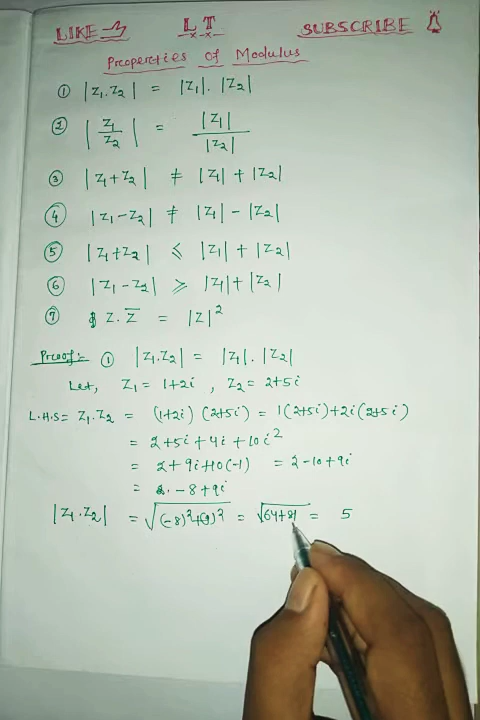 LIKE LT SUBSCRIBE
Properties of Modulus
① |z₁.z₂| = |z₁|.|z₂|
② |z₁/z₂| = |z₁|/|z₂|
③ |z₁+z₂| ≠ |z₁|+|z₂|
④ |z₁-z₂| ≠ |z₁|-|z₂|
⑤ |z₁+z₂| ≤ |z₁|+|z₂|
⑥ |z₁-z₂| ≥ |z₁|+|z₂|
⑦ z.z̅ = |z|²
Proof:- ① |z₁.z₂| = |z₁|.|z₂|
Let, z₁ = 1+2i , z₂ = 2+5i
L.H.S = z₁.z₂ = (1+2i)(2+5i) = 1(2+5i)+2i(2+5i)
= 2+5i+4i+10i²
= 2+9i+10(-1) = 2-10+9i
= -8+9i
|z₁.z₂| = √(-8)²+(9)² = √64+81 = 5